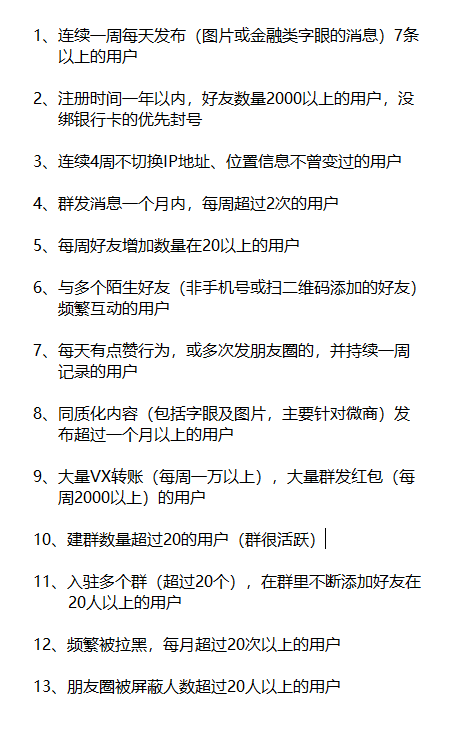 1、连续一周每天发布（图片或金融类字眼的消息）7条
以上的用户
2、注册时间一年以内，好友数量2000以上的用户，没
绑银行卡的优先封号
3、连续4周不切换IP地址、位置信息不曾变过的用户
4、群发消息一个月内，每周超过2次的用户
5、每周好友增加数量在20以上的用户
6、与多个陌生好友（非手机号或扫二维码添加的好友）
频繁互动的用户
7、每天有点赞行为，或多次发朋友圈的，并持续一周
记录的用户
8、同质化内容（包括字眼及图片，主要针对微商）发
布超过一个月以上的用户
9、大量VX转账（每周一万以上），大量群发红包（每
周2000以上）的用户
10、建群数量超过20的用户（群很活跃）
11、入驻多个群（超过20个），在群里不断添加好友在
20人以上的用户
12、频繁被拉黑，每月超过20次以上的用户
13、朋友圈被屏蔽人数超过20人以上的用户